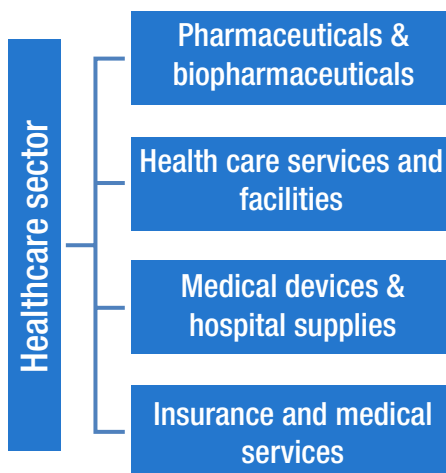 Healthcare sector
Pharmaceuticals &
biopharmaceuticals
Health care services and
facilities
Medical devices &
hospital supplies
Insurance and medical
services